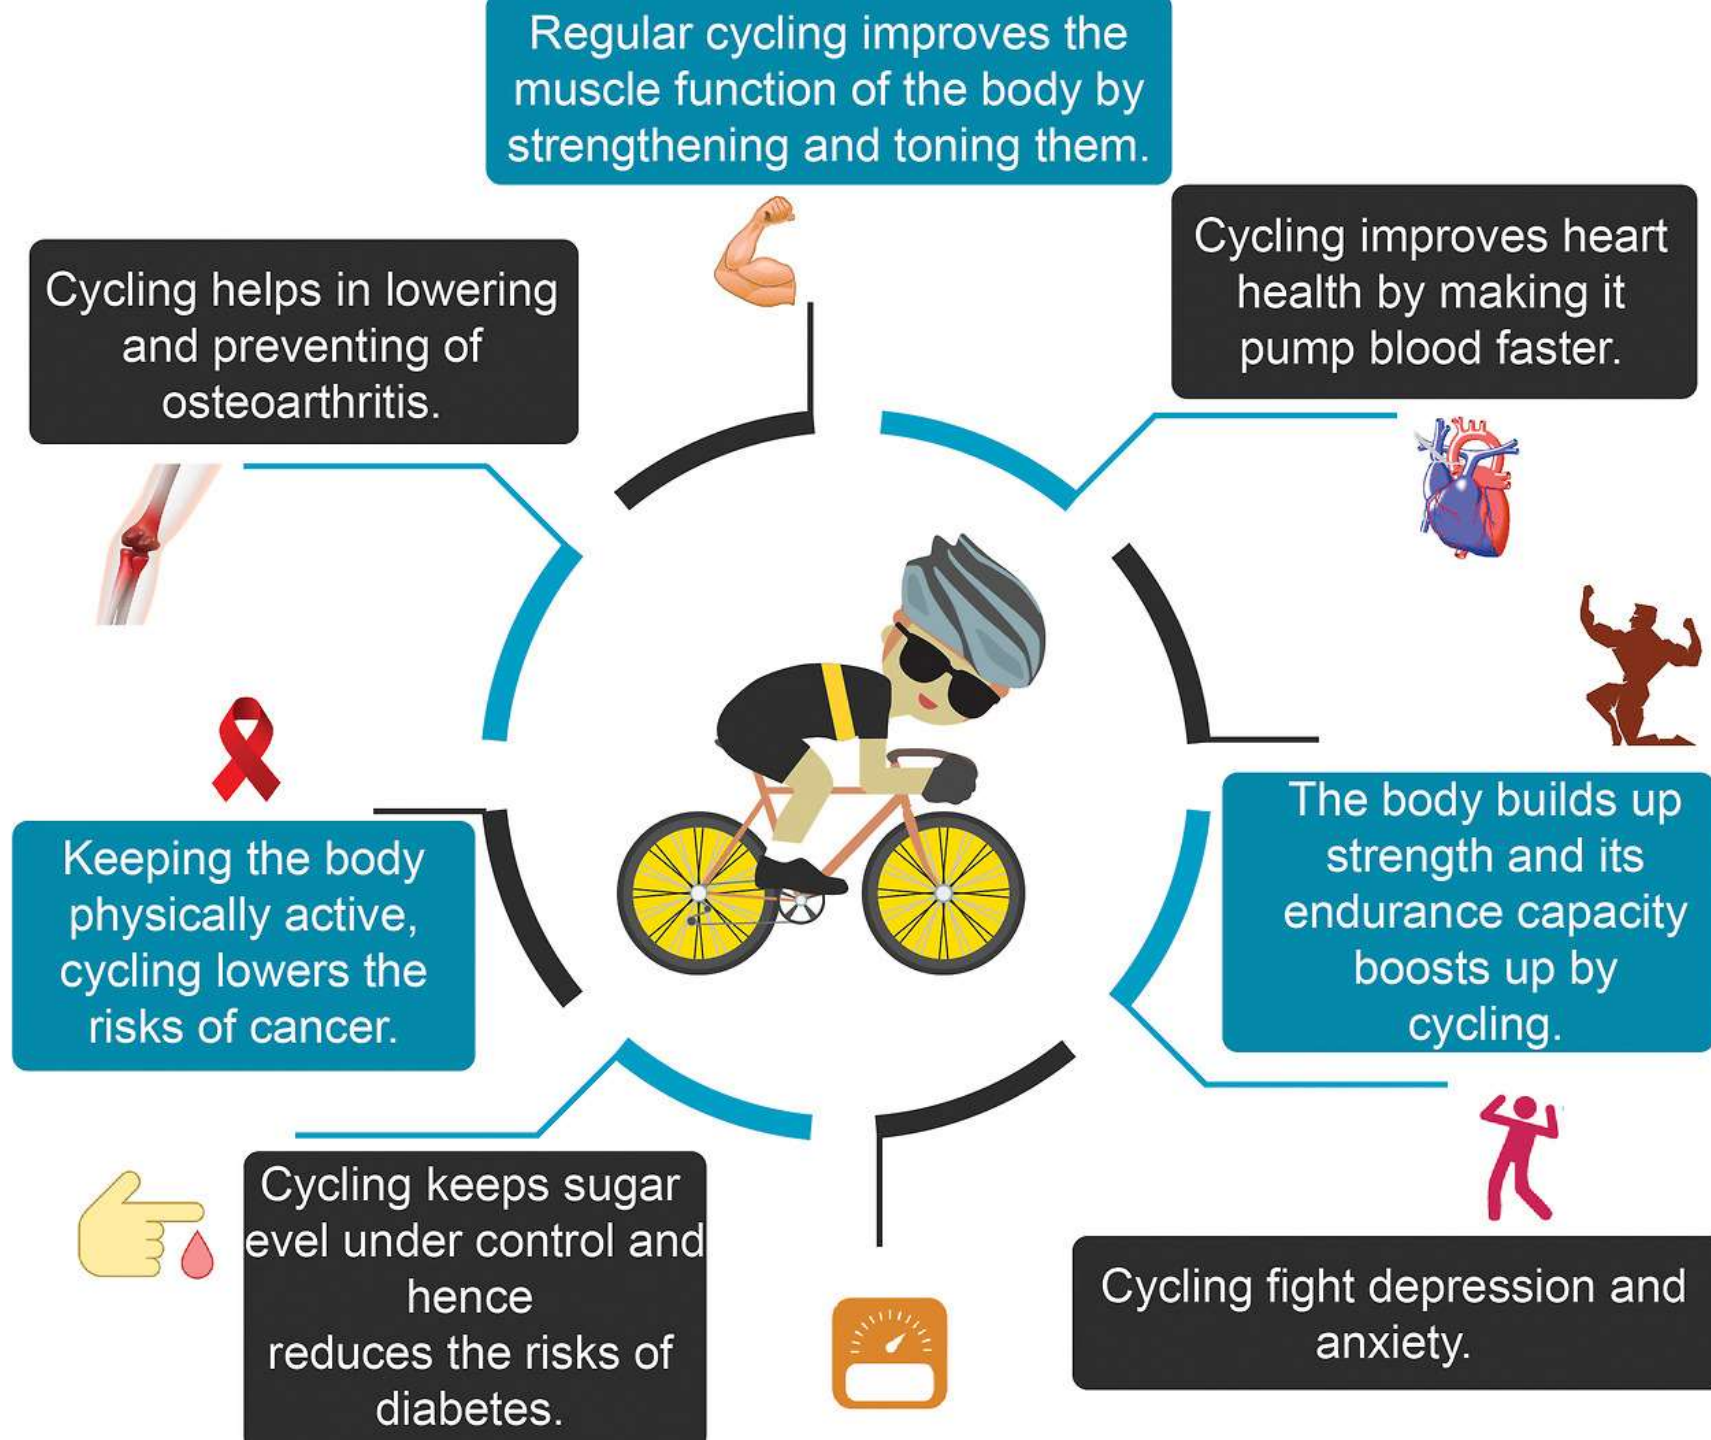 Regular cycling improves the
muscle function of the body by
strengthening and toning them.
Cycling improves heart
health by making it
pump blood faster.
Cycling helps in lowering
and preventing of
osteoarthritis.
The body builds up
strength and its
endurance capacity
boosts up by
cycling.
Keeping the body
physically active,
cycling lowers the
risks of cancer.
Cycling keeps sugar
evel under control and
hence
reduces the risks of
diabetes.
Cycling fight depression and
anxiety.